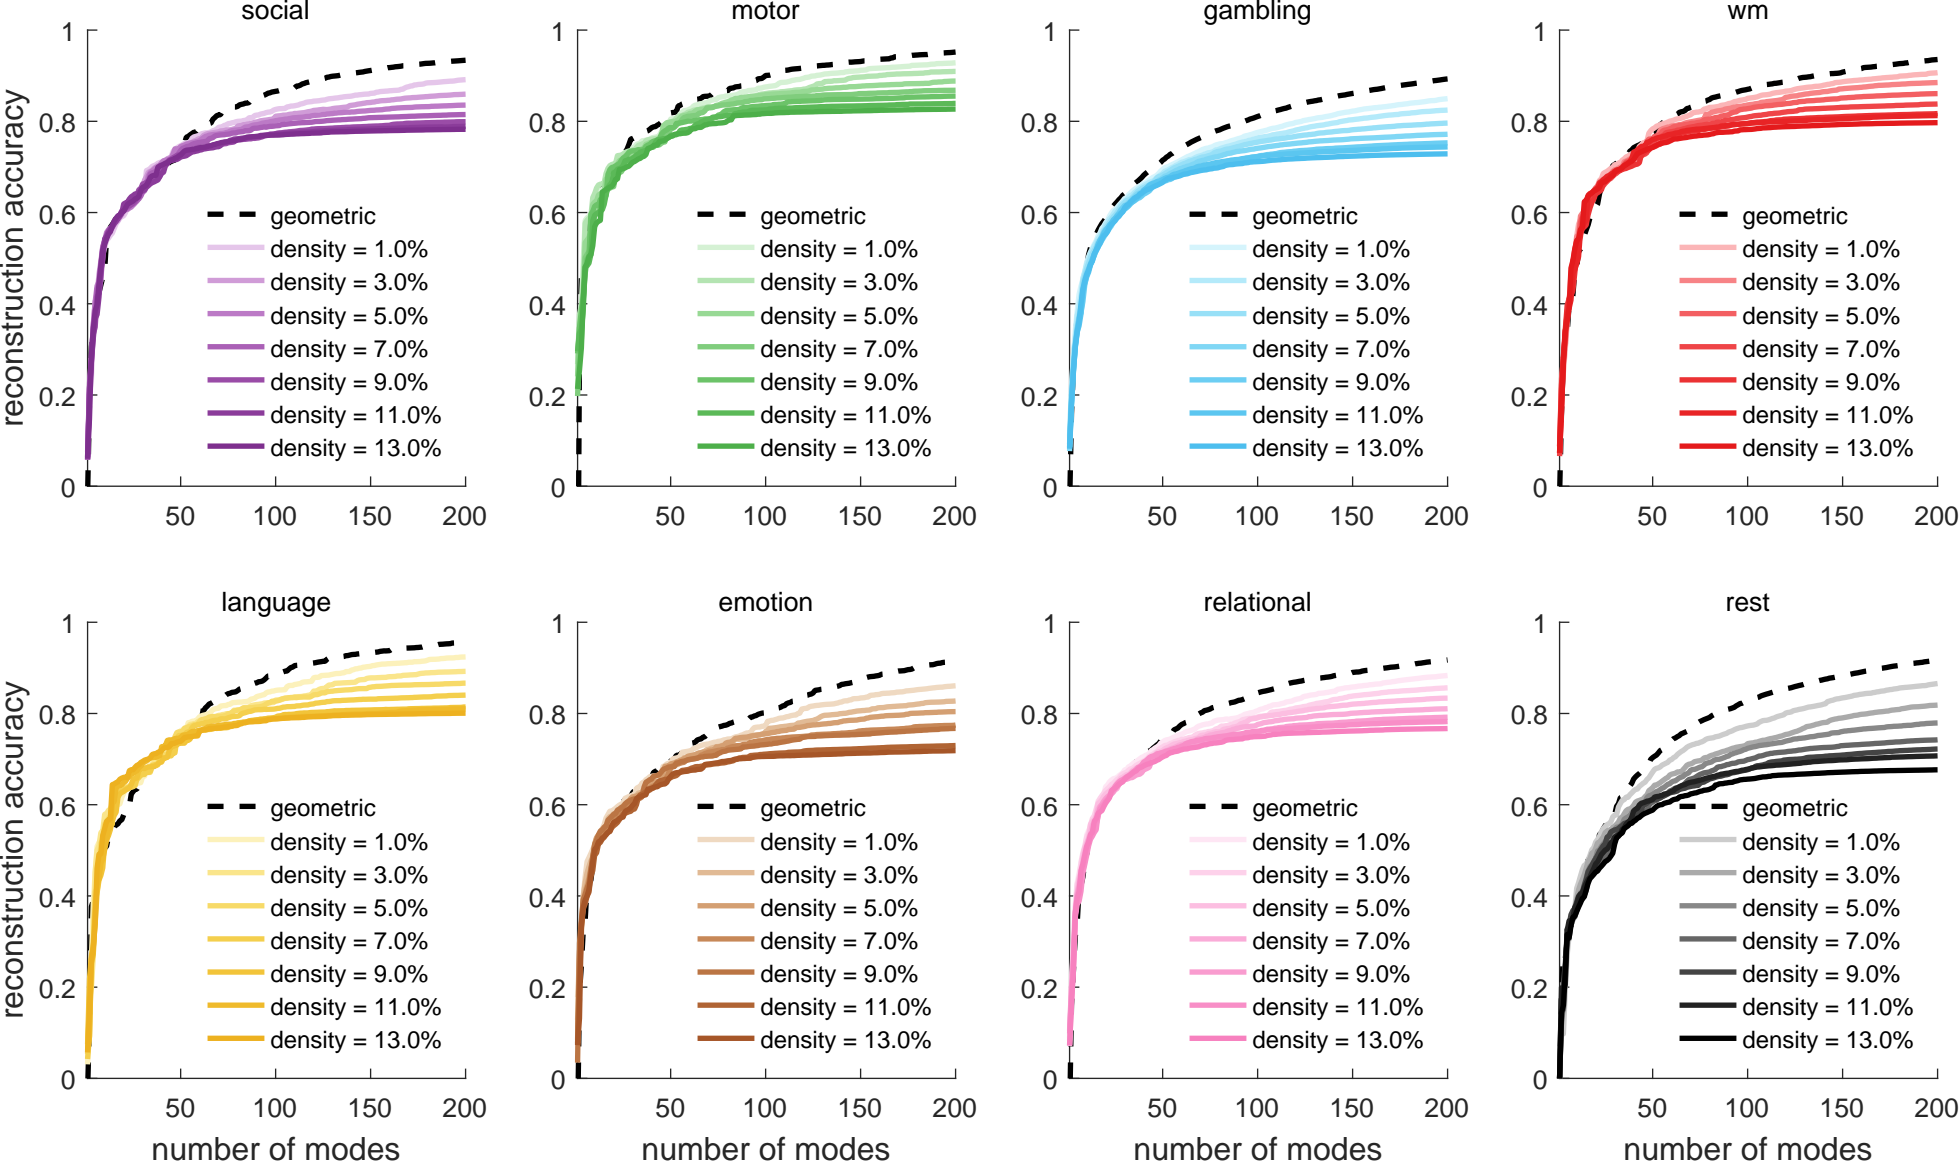 social
motor
gambling
wm
reconstruction accuracy
1
0.8
0.6
0.4
0.2
0
geometric
density = 1.0%
density = 3.0%
density = 5.0%
density = 7.0%
density = 9.0%
density = 11.0%
density = 13.0%
50 100 150 200
1
0.8
0.6
0.4
0.2
0
geometric
density = 1.0%
density = 3.0%
density = 5.0%
density = 7.0%
density = 9.0%
density = 11.0%
density = 13.0%
50 100 150 200
1
0.8
0.6
0.4
0.2
0
geometric
density = 1.0%
density = 3.0%
density = 5.0%
density = 7.0%
density = 9.0%
density = 11.0%
density = 13.0%
50 100 150 200
1
0.8
0.6
0.4
0.2
0
geometric
density = 1.0%
density = 3.0%
density = 5.0%
density = 7.0%
density = 9.0%
density = 11.0%
density = 13.0%
50 100 150 200
language
emotion
relational
rest
reconstruction accuracy
1
0.8
0.6
0.4
0.2
0
geometric
density = 1.0%
density = 3.0%
density = 5.0%
density = 7.0%
density = 9.0%
density = 11.0%
density = 13.0%
50 100 150 200
number of modes
1
0.8
0.6
0.4
0.2
0
geometric
density = 1.0%
density = 3.0%
density = 5.0%
density = 7.0%
density = 9.0%
density = 11.0%
density = 13.0%
50 100 150 200
number of modes
1
0.8
0.6
0.4
0.2
0
geometric
density = 1.0%
density = 3.0%
density = 5.0%
density = 7.0%
density = 9.0%
density = 11.0%
density = 13.0%
50 100 150 200
number of modes
1
0.8
0.6
0.4
0.2
0
geometric
density = 1.0%
density = 3.0%
density = 5.0%
density = 7.0%
density = 9.0%
density = 11.0%
density = 13.0%
50 100 150 200
number of modes